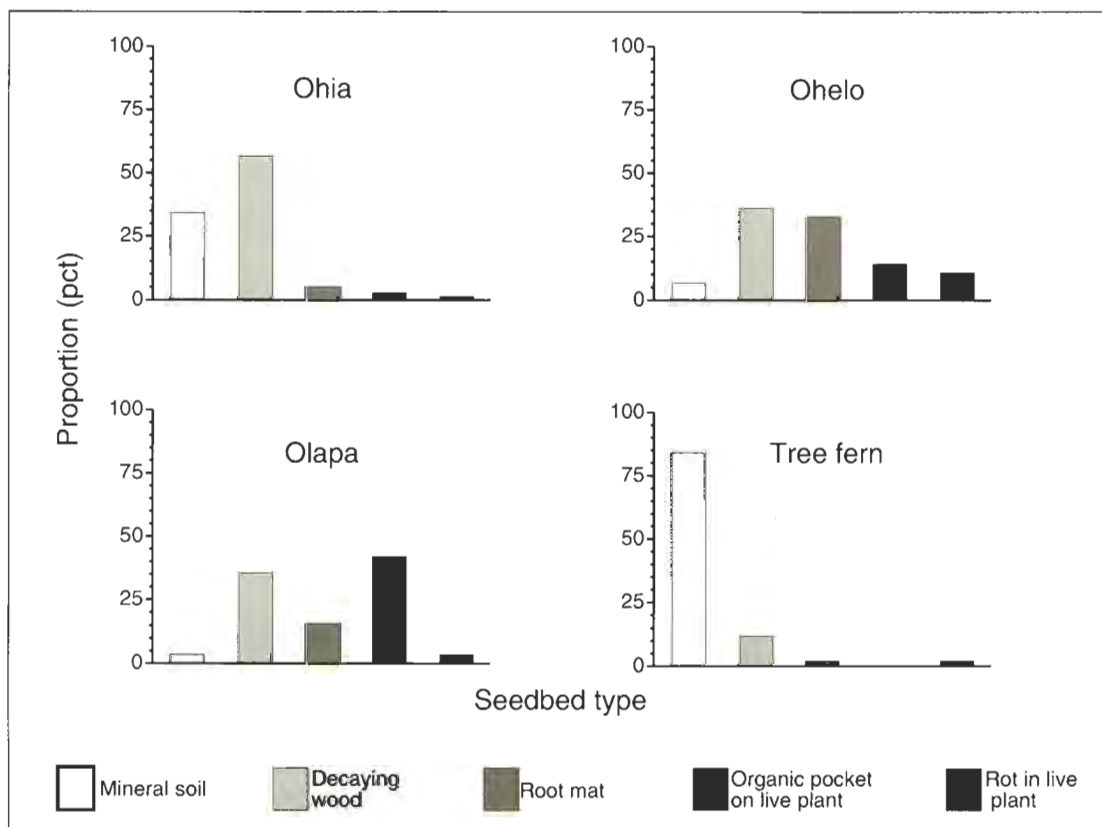 Proportion (pct)
100
75
50
25
0
Ohia
100
75
50
25
0
Ohelo
100
75
50
25
0
Olapa
100
75
50
25
0
Tree fern
Seedbed type
Mineral soil
Decaying
wood
Root mat
Organic pocket
on live plant
Rot in live
plant